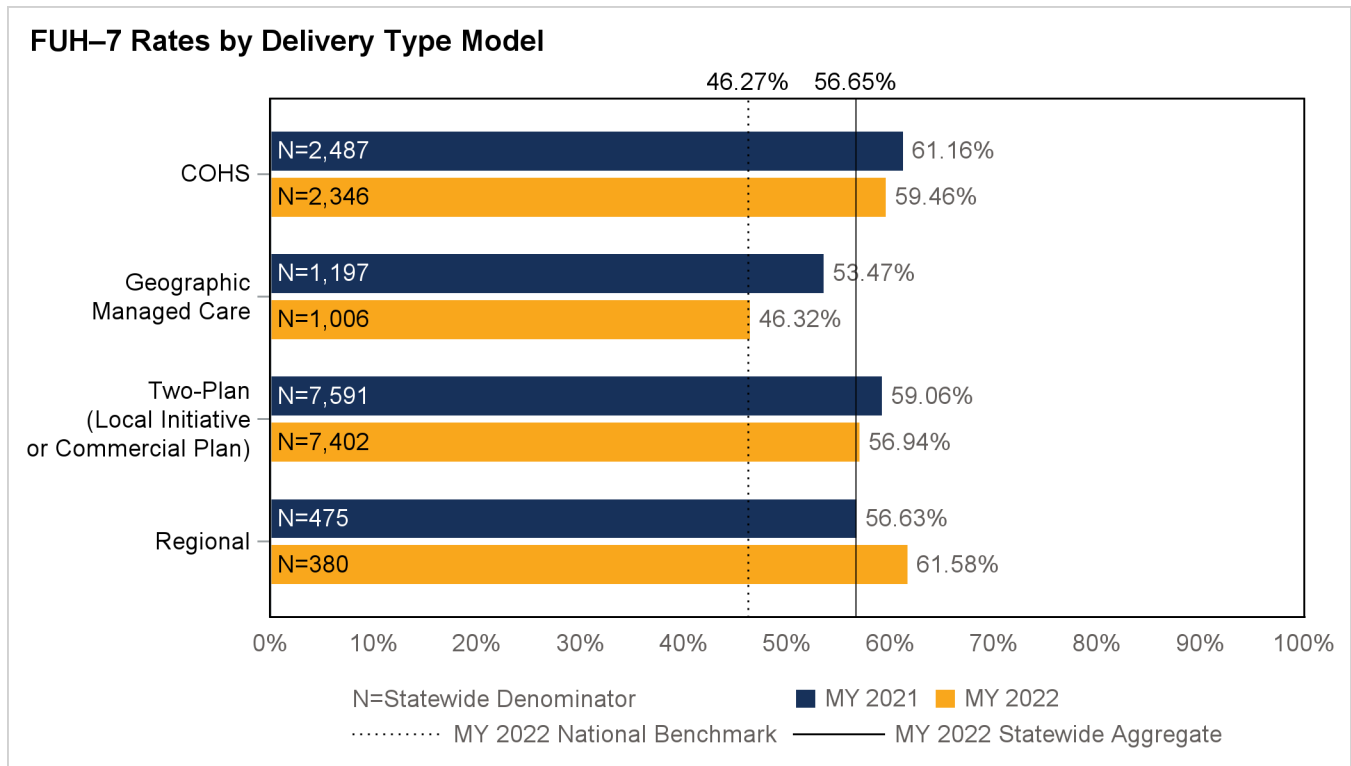 FUH–7 Rates by Delivery Type Model
46.27% 56.65%
COHS
N=2,487 61.16%
N=2,346 59.46%
Geographic
Managed Care
N=1,197 53.47%
N=1,006 46.32%
Two-Plan
(Local Initiative
or Commercial Plan)
N=7,591 59.06%
N=7,402 56.94%
Regional
N=475 56.63%
N=380 61.58%
0% 10% 20% 30% 40% 50% 60% 70% 80% 90% 100%
N=Statewide Denominator MY 2021 MY 2022
MY 2022 National Benchmark MY 2022 Statewide Aggregate